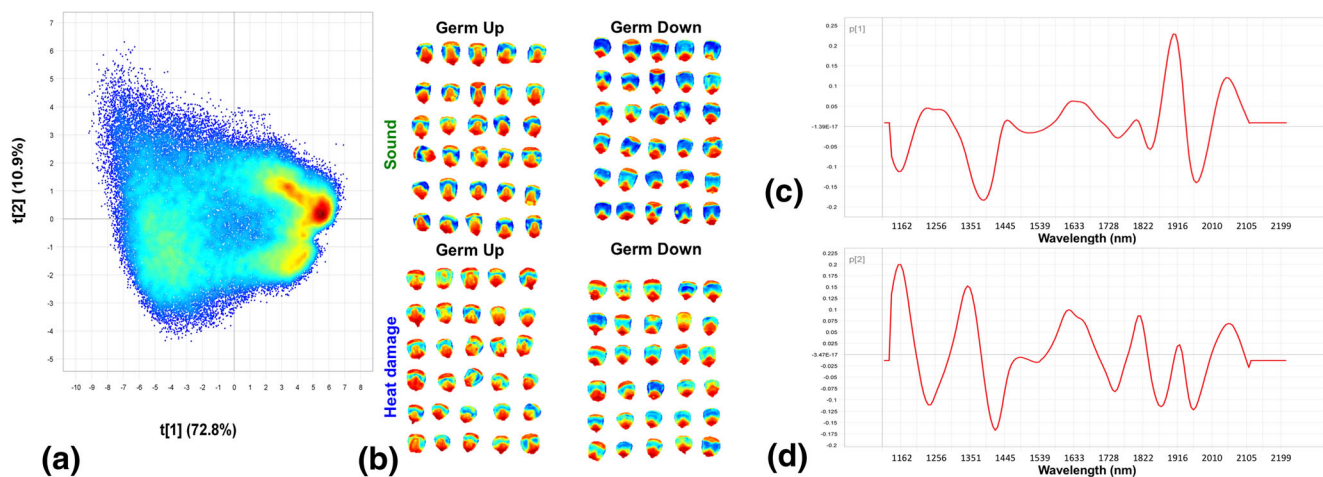 t[2] (10.9%)
7
6
5
4
3
2
1
0
-1
-2
-3
-4
-5
-10 -9 -8 -7 -6 -5 -4 -3 -2 -1 0 1 2 3 4 5 6 7 8
t[1] (72.8%)
(a)
Germ Up Germ Down
Sound
Germ Up Germ Down
Heat damage
(b)
(c)
p[1]
0.25
0.2
0.15
0.1
0.05
-1.39E-17
-0.05
-0.1
-0.15
-0.2
1162 1256 1351 1445 1539 1633 1728 1822 1916 2010 2105 2199
Wavelength (nm)
p[2]
0.225
0.2
0.175
0.15
0.125
0.1
0.075
0.05
0.025
-3.47E-17
-0.025
-0.05
-0.075
-0.1
-0.125
-0.15
-0.175
-0.2
1162 1256 1351 1445 1539 1633 1728 1822 1916 2010 2105 2199
Wavelength (nm)
(d)